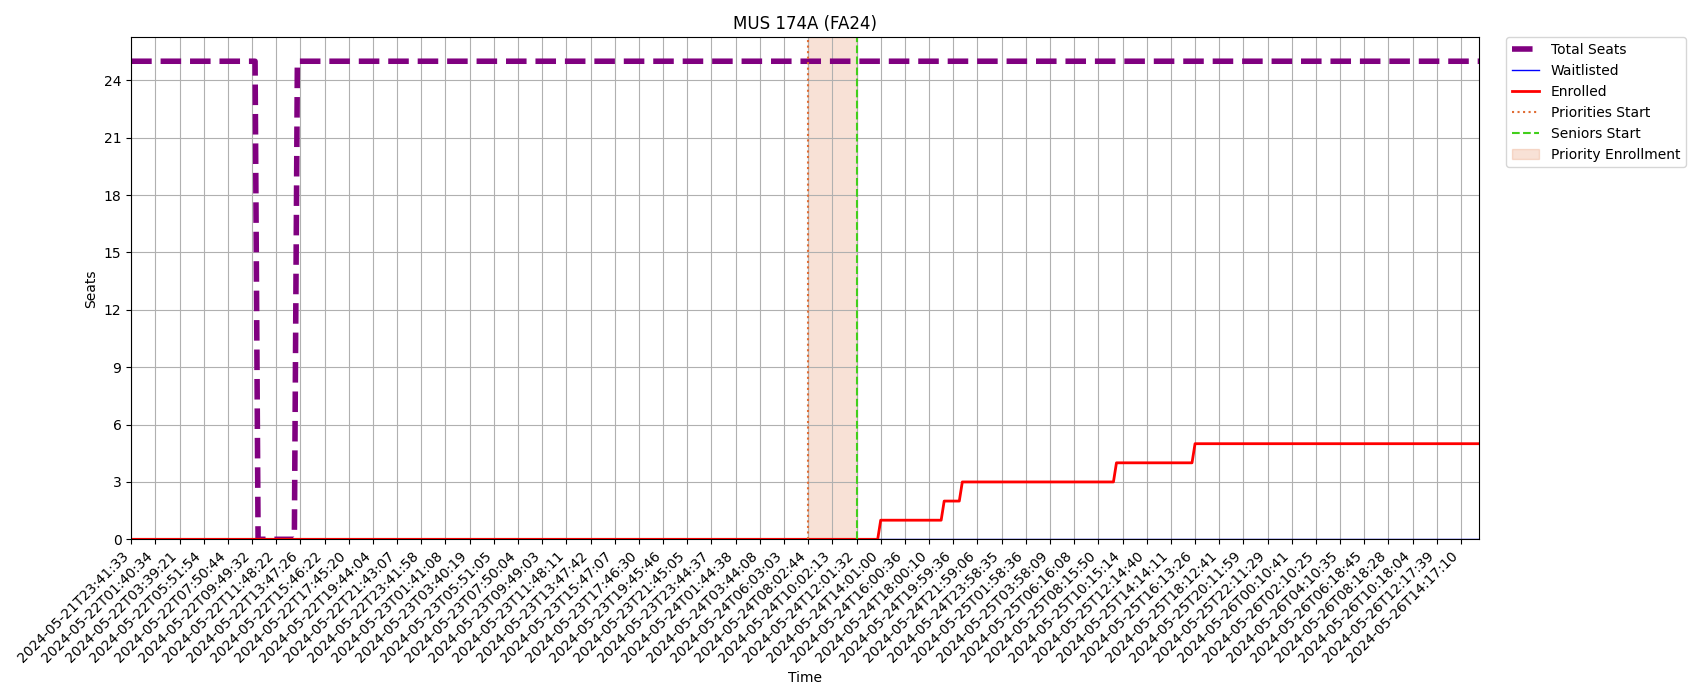 MUS 174A (FA24)
Total Seats
Waitlisted
Enrolled
Priorities Start
Seniors Start
Priority Enrollment
Seats
24
21
18
15
12
9
6
3
0
2024-05-21T23:41:33
2024-05-22T01:40:34
2024-05-22T03:39:21
2024-05-22T05:51:54
2024-05-22T07:50:44
2024-05-22T09:49:32
2024-05-22T11:48:22
2024-05-22T13:47:26
2024-05-22T15:46:22
2024-05-22T17:45:20
2024-05-22T19:44:04
2024-05-22T21:43:07
2024-05-22T23:41:58
2024-05-23T01:41:08
2024-05-23T03:40:19
2024-05-23T05:51:05
2024-05-23T07:50:04
2024-05-23T09:49:03
2024-05-23T11:48:11
2024-05-23T13:47:42
2024-05-23T15:47:07
2024-05-23T17:46:30
2024-05-23T19:45:46
2024-05-23T21:45:05
2024-05-23T23:44:37
2024-05-24T01:44:38
2024-05-24T03:44:08
2024-05-24T06:03:03
2024-05-24T08:02:44
2024-05-24T10:02:13
2024-05-24T12:01:32
2024-05-24T14:01:00
2024-05-24T16:00:36
2024-05-24T18:00:10
2024-05-24T19:59:36
2024-05-24T21:59:06
2024-05-24T23:58:35
2024-05-25T01:58:36
2024-05-25T03:58:09
2024-05-25T06:16:08
2024-05-25T08:15:50
2024-05-25T10:15:14
2024-05-25T12:14:40
2024-05-25T14:14:11
2024-05-25T16:13:26
2024-05-25T18:12:41
2024-05-25T20:11:59
2024-05-25T22:11:29
2024-05-26T00:10:41
2024-05-26T02:10:25
2024-05-26T04:10:35
2024-05-26T06:18:45
2024-05-26T08:18:28
2024-05-26T10:18:04
2024-05-26T12:17:39
2024-05-26T14:17:10
Time